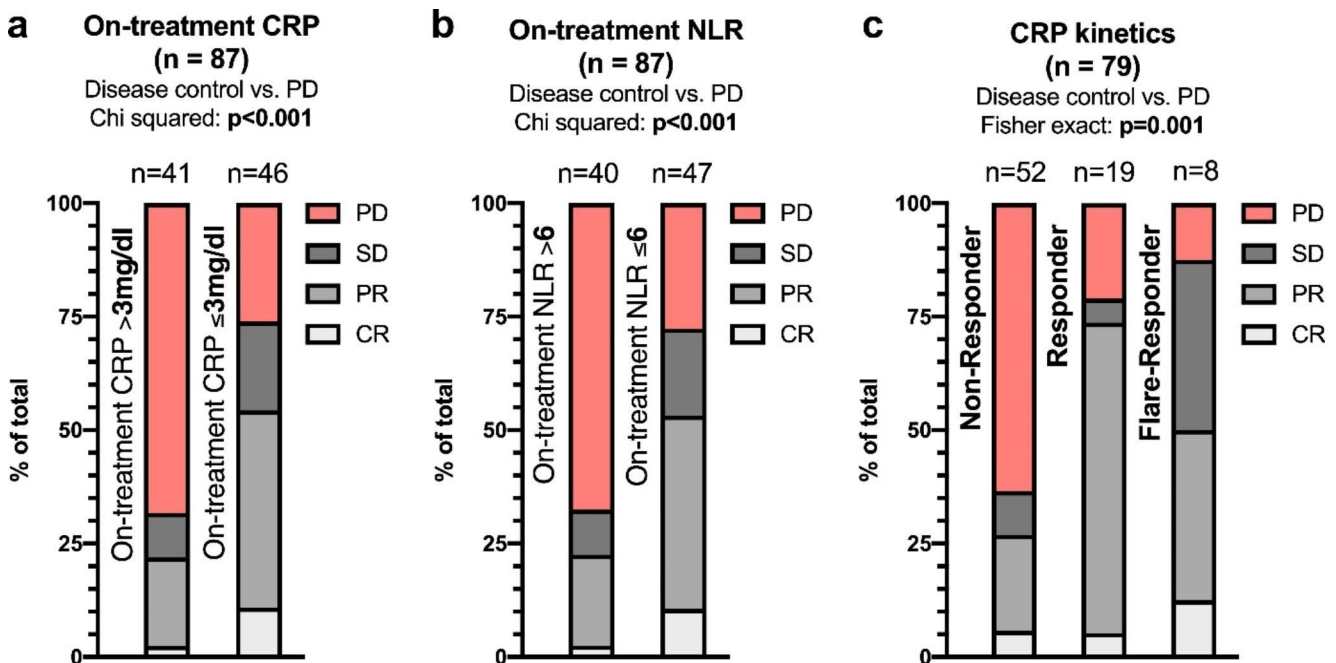 a
On-treatment CRP
(n = 87)
Disease control vs. PD
Chi squared: p<0.001
n=41
n=46
100
75
50
25
0
% of total
On-treatment CRP >3mg/dl
On-treatment CRP ≤3mg/dl
PD
SD
PR
CR
b
On-treatment NLR
(n = 87)
Disease control vs. PD
Chi squared: p<0.001
n=40
n=47
100
75
50
25
0
% of total
On-treatment NLR >6
On-treatment NLR ≤6
PD
SD
PR
CR
c
CRP kinetics
(n = 79)
Disease control vs. PD
Fisher exact: p=0.001
n=52
n=19
n=8
100
75
50
25
0
% of total
Non-Responder
Responder
Flare-Responder
PD
SD
PR
CR